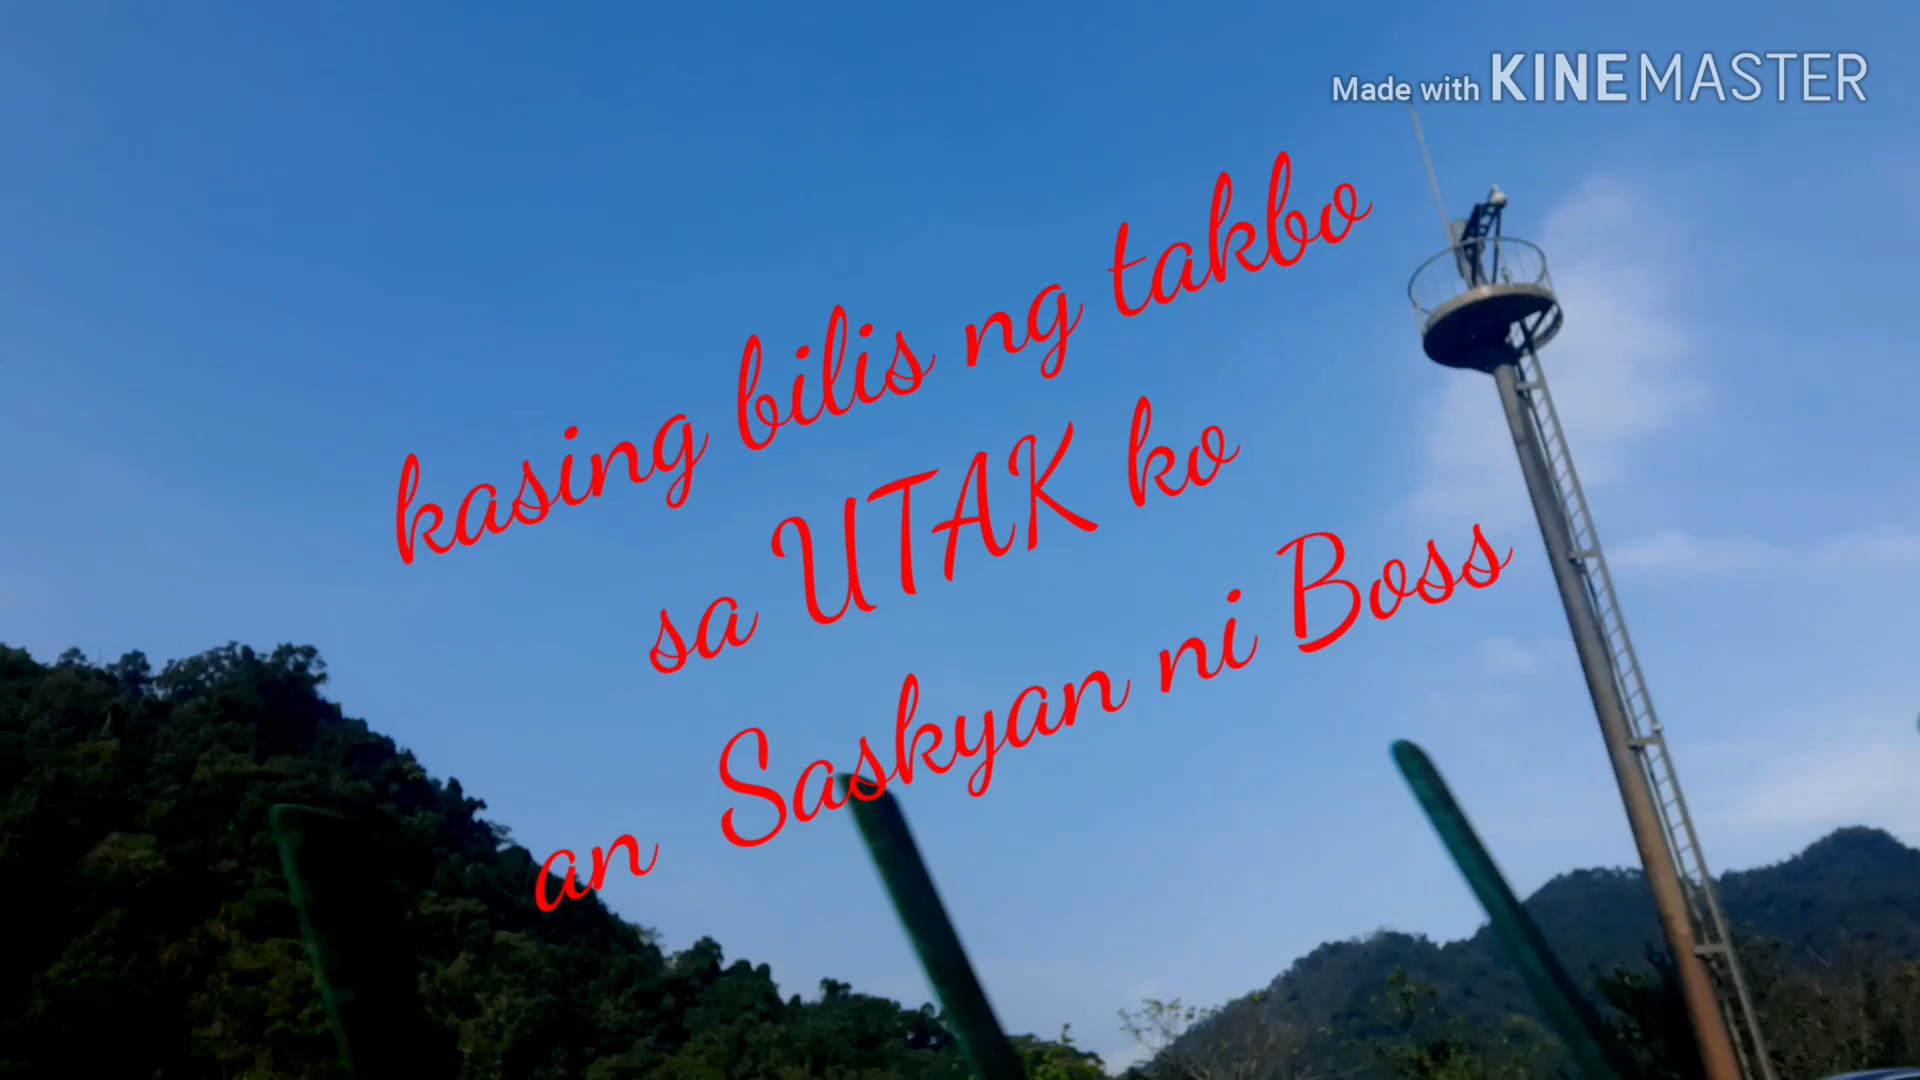 Made with KINEMASTER
kasing bilis ng takbo
sa UTAK ko
an Saskyan ni Boss